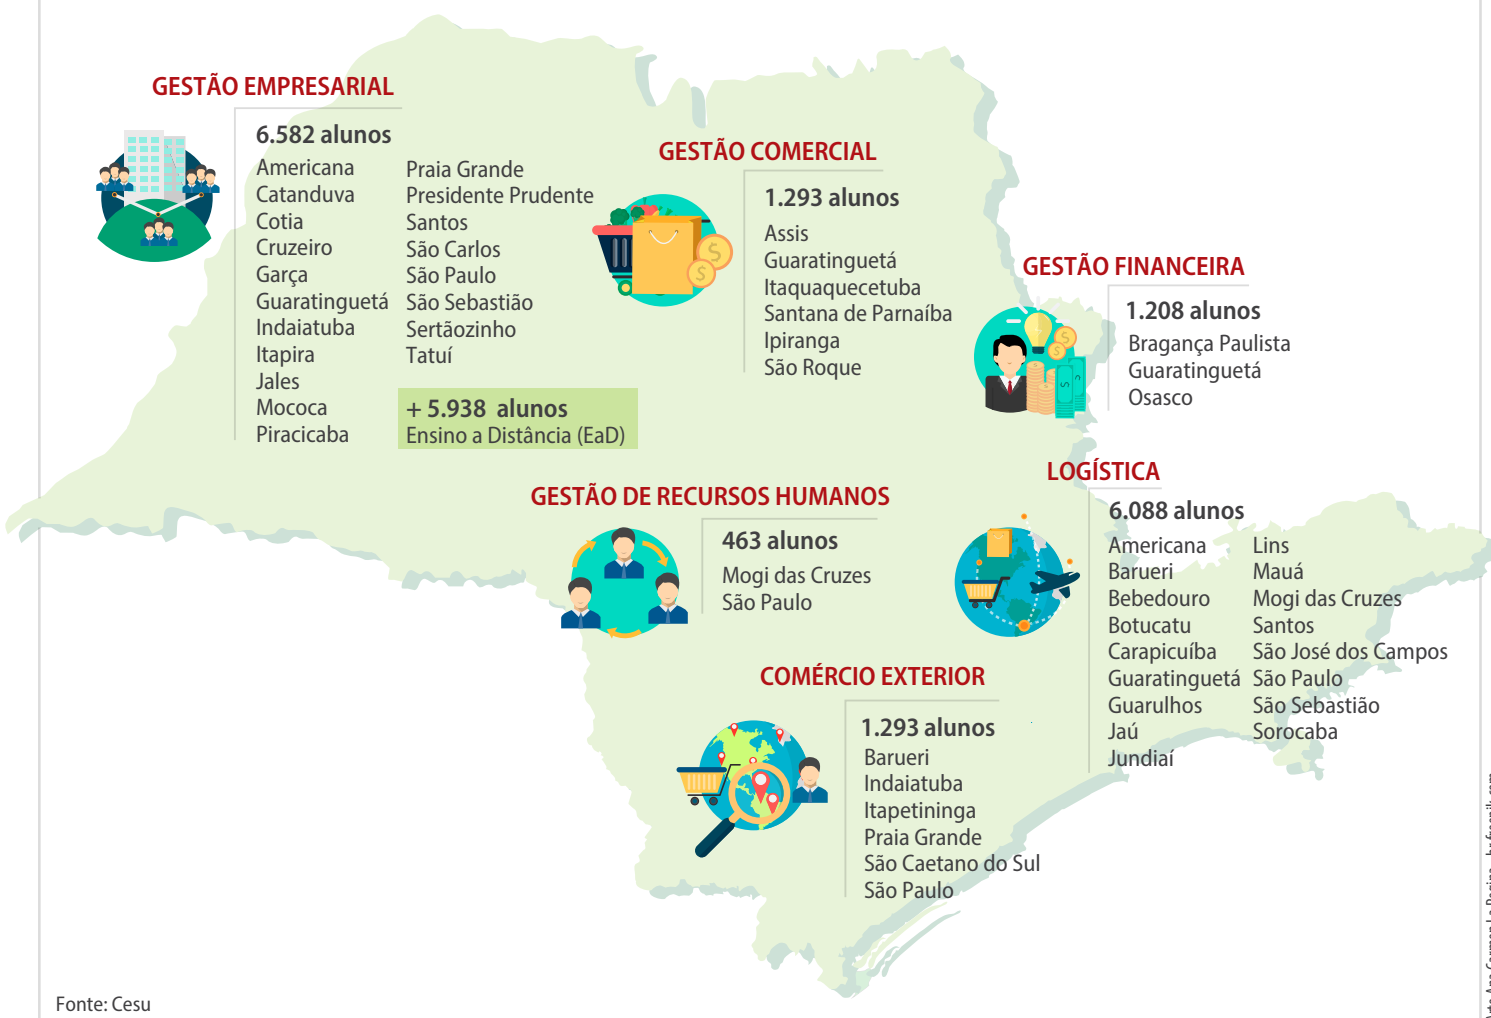 GESTÃO EMPRESARIAL
6.582 alunos
Americana
Catanduva
Cotia
Cruzeiro
Garça
Guaratinguetá
Indaiatuba
Itapira
Jales
Mococa
Piracicaba
Praia Grande
Presidente Prudente
Santos
São Carlos
São Paulo
São Sebastião
Sertãozinho
Tatuí
+ 5.938 alunos
Ensino a Distância (EaD)
GESTÃO COMERCIAL
1.293 alunos
Assis
Guaratinguetá
Itaquaquecetuba
Santana de Parnaíba
Ipiranga
São Roque
GESTÃO FINANCEIRA
1.208 alunos
Bragança Paulista
Guaratinguetá
Osasco
GESTÃO DE RECURSOS HUMANOS
463 alunos
Mogi das Cruzes
São Paulo
LOGÍSTICA
6.088 alunos
Americana
Barueri
Bebedouro
Botucatu
Carapicuíba
Guaratinguetá
Guarulhos
Jaú
Jundiaí
Lins
Mauá
Mogi das Cruzes
Santos
São José dos Campos
São Paulo
São Sebastião
Sorocaba
COMÉRCIO EXTERIOR
1.293 alunos
Barueri
Indaiatuba
Itapetininga
Praia Grande
São Caetano do Sul
São Paulo
Fonte: Cesu